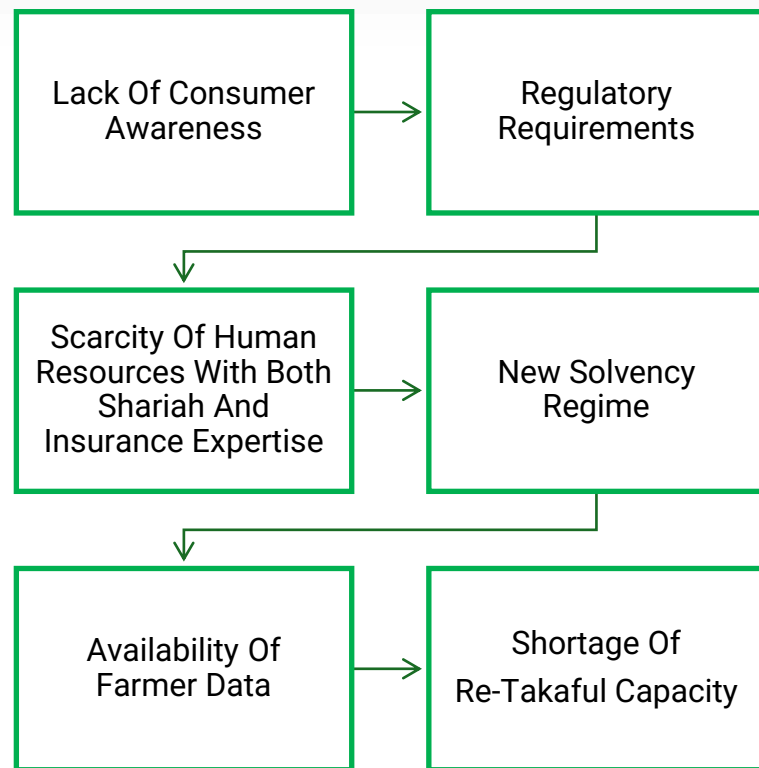 Lack Of Consumer
Awareness
Regulatory
Requirements
Scarcity Of Human
Resources With Both
Shariah And
Insurance Expertise
New Solvency
Regime
Availability Of
Farmer Data
Shortage Of
Re-Takaful Capacity